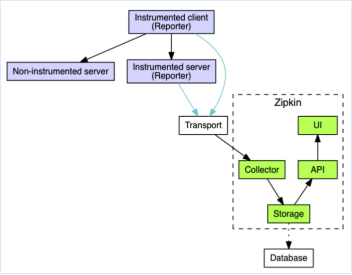 Instrumented client
(Reporter)
Non-instrumented server
Instrumented server
(Reporter)
Transport
Zipkin
UI
Collector
API
Storage
Database